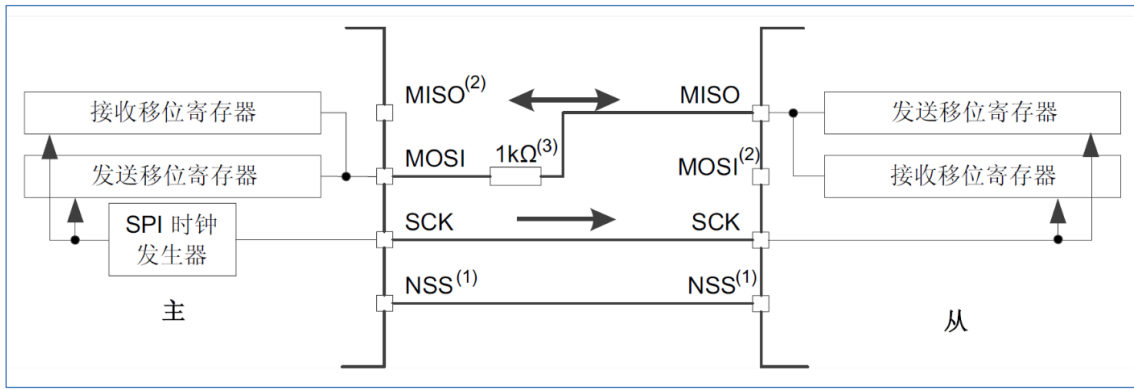 MISO(2)
MISO
接收移位寄存器
发送移位寄存器
MOSI
1kΩ(3)
MOSI(2)
发送移位寄存器
接收移位寄存器
SPI 时钟
发生器
SCK
SCK
NSS(1)
NSS(1)
主
从